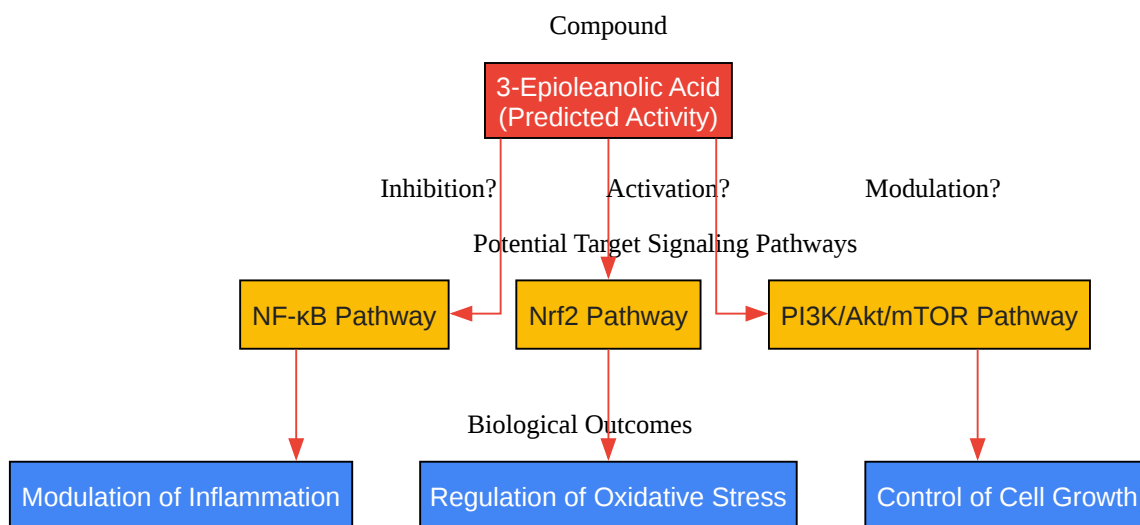 Compound
3-Epioleanolic Acid
(Predicted Activity)
Inhibition?
Activation?
Modulation?
Potential Target Signaling Pathways
NF-κB Pathway
Nrf2 Pathway
PI3K/Akt/mTOR Pathway
Biological Outcomes
Modulation of Inflammation
Regulation of Oxidative Stress
Control of Cell Growth